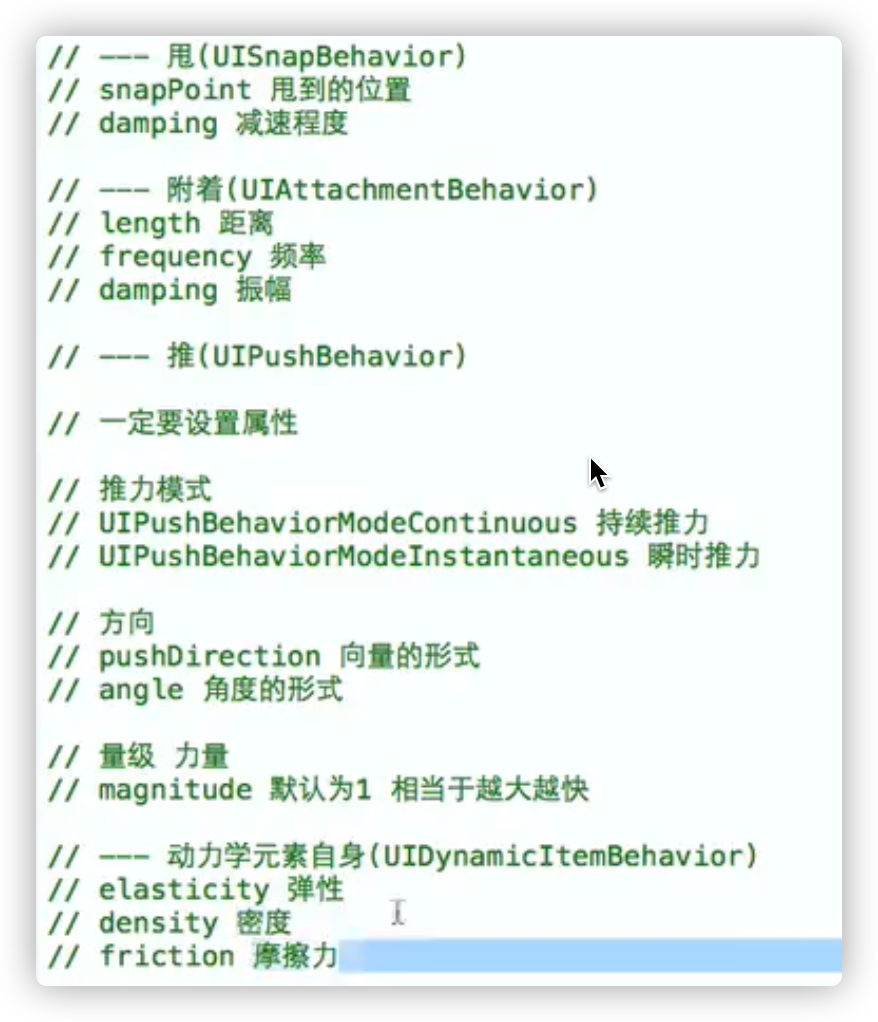 // --- 甩(UISnapBehavior)
// snapPoint 甩到的位置
// damping 减速程度
// --- 附着(UIAttachmentBehavior)
// length 距离
// frequency 频率
// damping 振幅
// --- 推(UIPushBehavior)
// 一定要设置属性
// 推力模式
// UIPushBehaviorModeContinuous 持续推力
// UIPushBehaviorModeInstantaneous 瞬时推力
// 方向
// pushDirection 向量的形式
// angle 角度的形式
// 量级 力量
// magnitude 默认为1 相当于越大越快
// --- 动力学元素自身(UIDynamicItemBehavior)
// elasticity 弹性
// density 密度
// friction 摩擦力